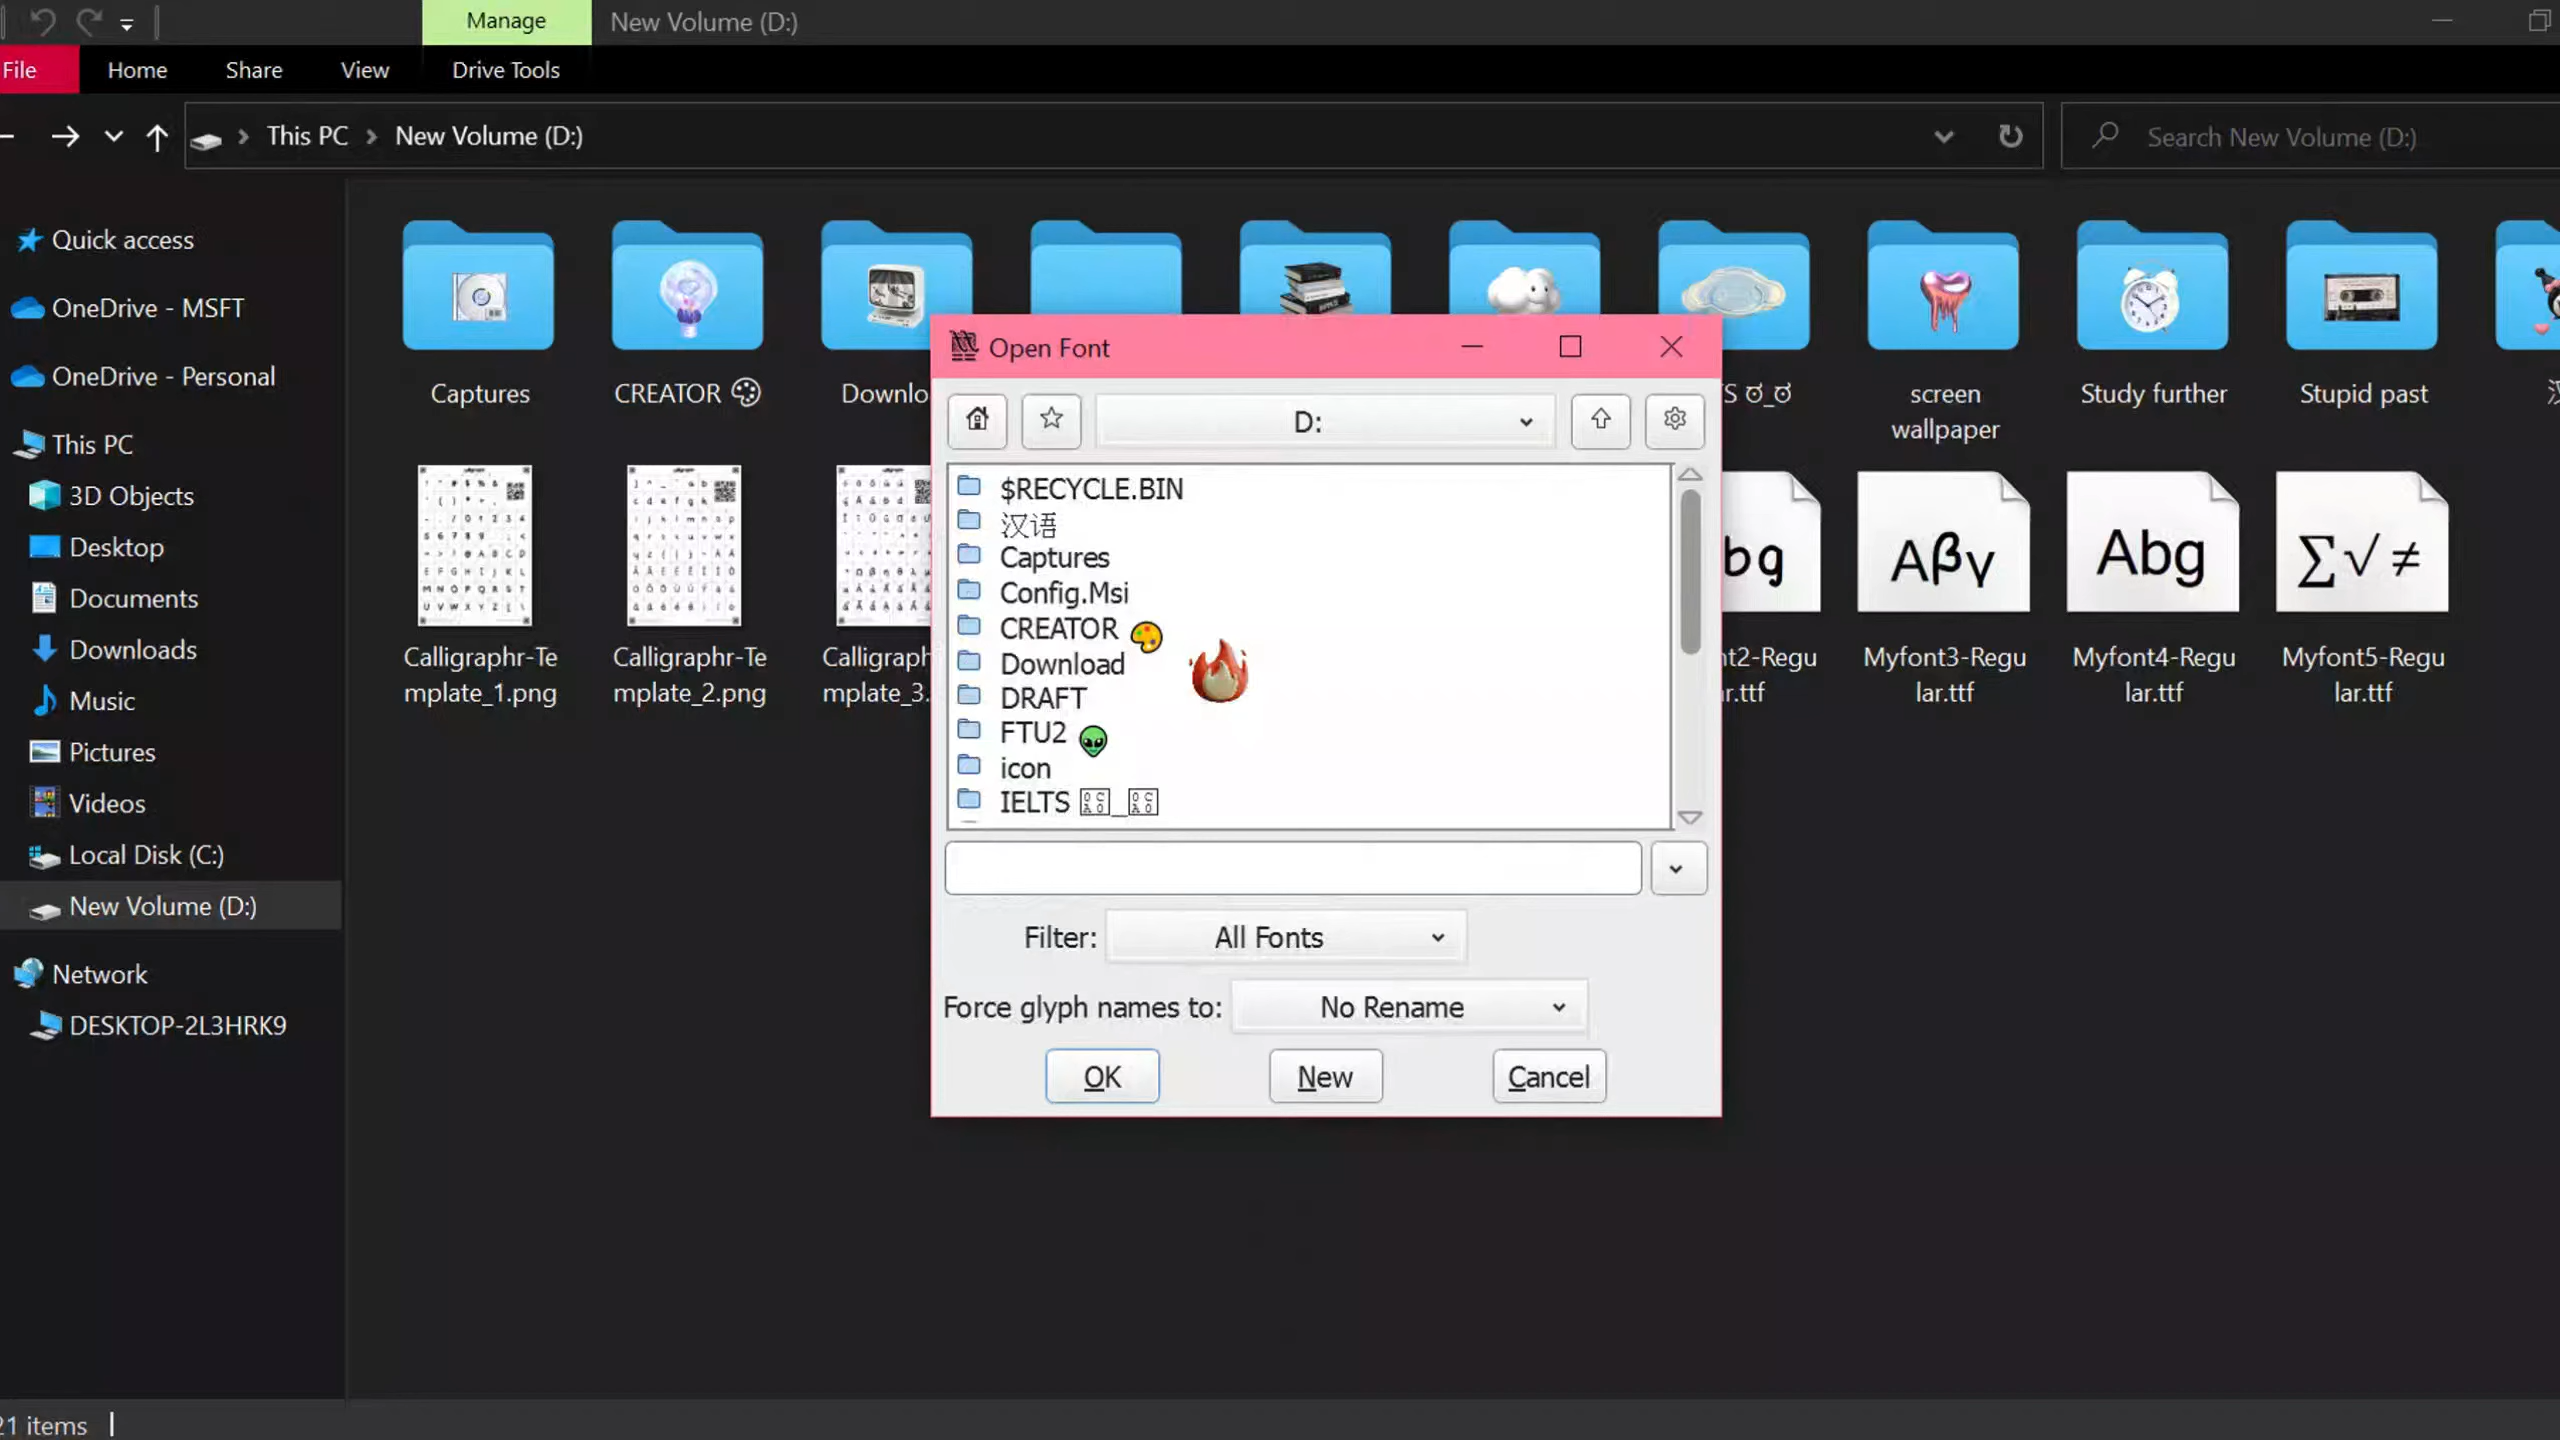 Manage
New Volume (D:)
File
Home
Share
View
Drive Tools
This PC
New Volume (D:)
Search New Volume (D:)
Quick access
OneDrive - MSFT
OneDrive - Personal
This PC
3D Objects
Desktop
Documents
Downloads
Music
Pictures
Videos
Local Disk (C:)
New Volume (D:)
Network
DESKTOP-2L3HRK9
Captures
CREATOR 🎨
Downlo
S ಠ_ಠ
screen
wallpaper
Study further
Stupid past
Calligraphr-Te
mplate_1.png
Calligraphr-Te
mplate_2.png
Calligraph
mplate_3.
bg
nt2-Regu
r.ttf
Aβγ
Myfont3-Regu
lar.ttf
Abg
Myfont4-Regu
lar.ttf
∑√≠
Myfont5-Regu
lar.ttf
Open Font
D:
$RECYCLE.BIN
汉语
Captures
Config.Msi
CREATOR 🎨
Download
DRAFT
FTU2 👽
icon
IELTS ಠ_ಠ
Filter:
All Fonts
Force glyph names to:
No Rename
OK
New
Cancel
21 items